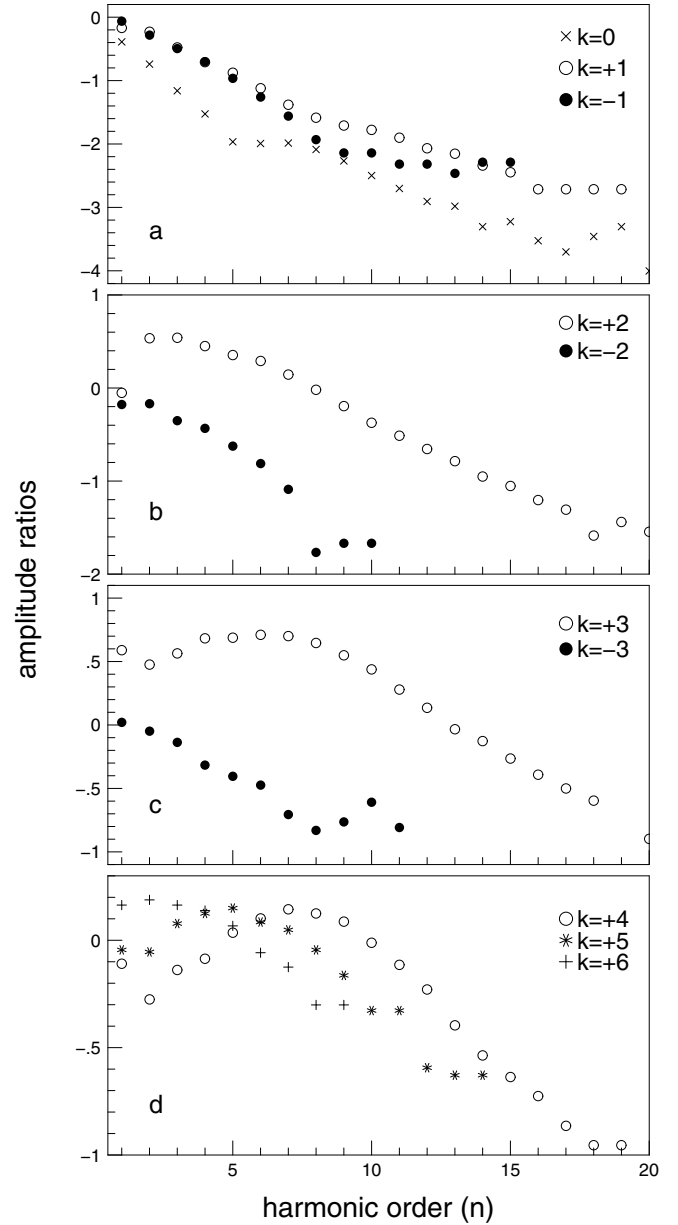 0
-1
-2
-3
-4
k=0
k=+1
k=−1
a
1
0
-1
-2
k=+2
k=−2
b
1
.5
0
-.5
-1
k=+3
k=−3
c
0
-.5
-1
k=+4
k=+5
k=+6
d
5
10
15
20
harmonic order (n)
amplitude ratios